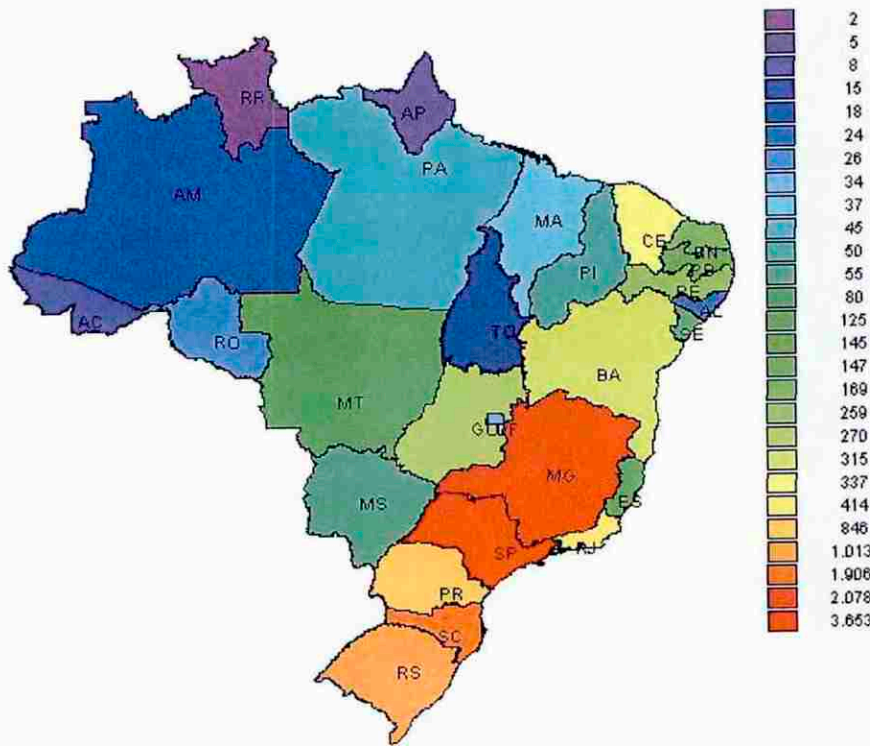 RR
AP
AM
PA
MA
CE
RN
PB
PI
PE
AL
SE
AC
TO
RO
BA
MT
GO DF
MG
ES
MS
SP
RJ
PR
SC
RS
2
5
8
15
18
24
26
34
37
45
50
55
80
125
145
147
169
259
270
315
337
414
846
1.013
1.906
2.078
3.653